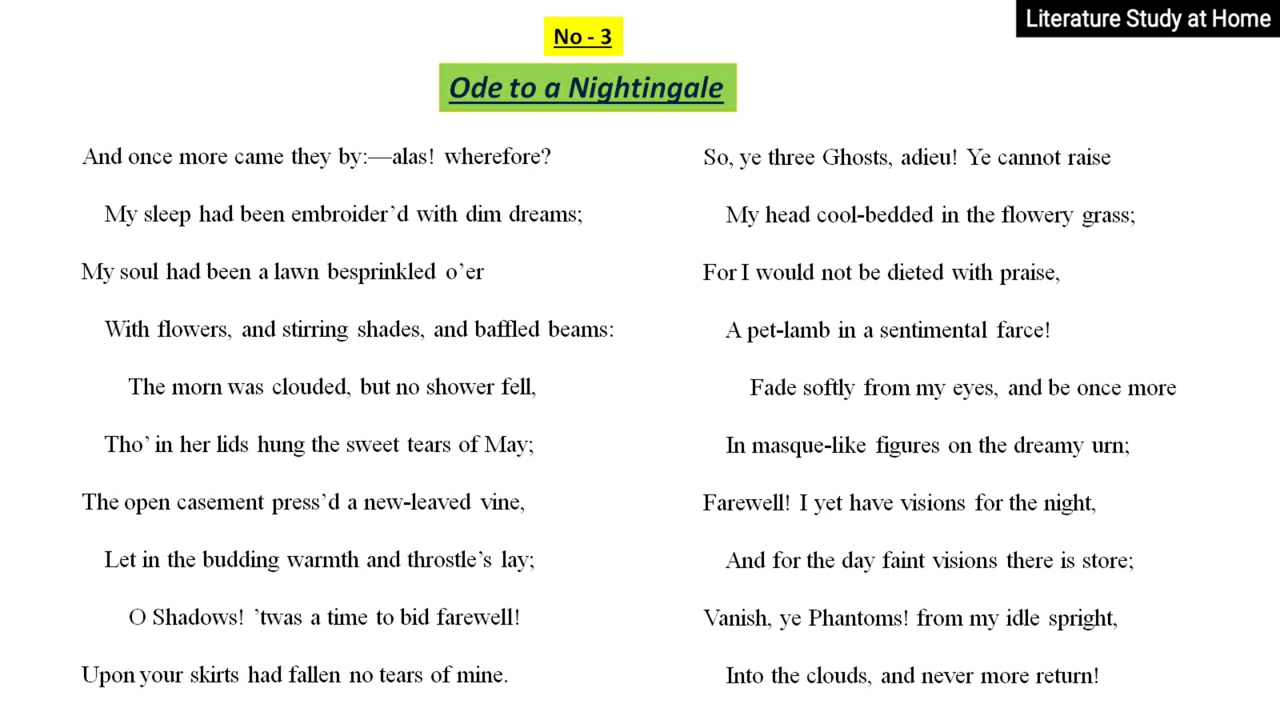 Literature Study at Home
No - 3
Ode to a Nightingale
And once more came they by:—alas! wherefore?
My sleep had been embroider’d with dim dreams;
My soul had been a lawn besprinkled o’er
With flowers, and stirring shades, and baffled beams:
The morn was clouded, but no shower fell,
Tho’ in her lids hung the sweet tears of May;
The open casement press’d a new-leaved vine,
Let in the budding warmth and throstle’s lay;
O Shadows! ’twas a time to bid farewell!
Upon your skirts had fallen no tears of mine.
So, ye three Ghosts, adieu! Ye cannot raise
My head cool-bedded in the flowery grass;
For I would not be dieted with praise,
A pet-lamb in a sentimental farce!
Fade softly from my eyes, and be once more
In masque-like figures on the dreamy urn;
Farewell! I yet have visions for the night,
And for the day faint visions there is store;
Vanish, ye Phantoms! from my idle spright,
Into the clouds, and never more return!